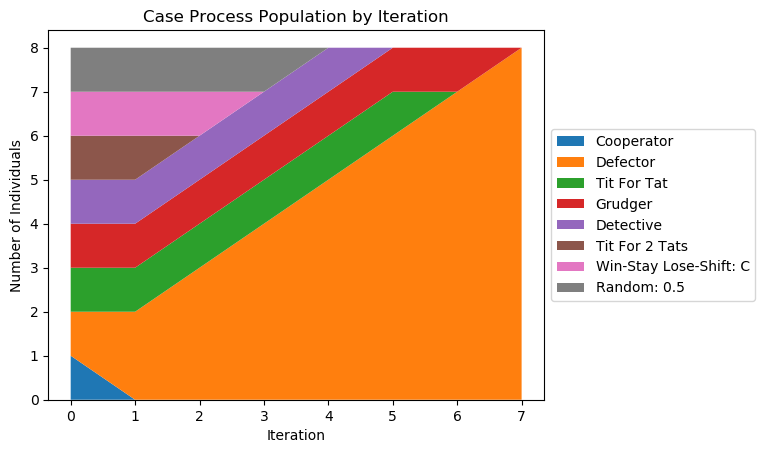 Case Process Population by Iteration
Number of Individuals
8
7
6
5
4
3
2
1
0
0 1 2 3 4 5 6 7
Iteration
Cooperator
Defector
Tit For Tat
Grudger
Detective
Tit For 2 Tats
Win-Stay Lose-Shift: C
Random: 0.5